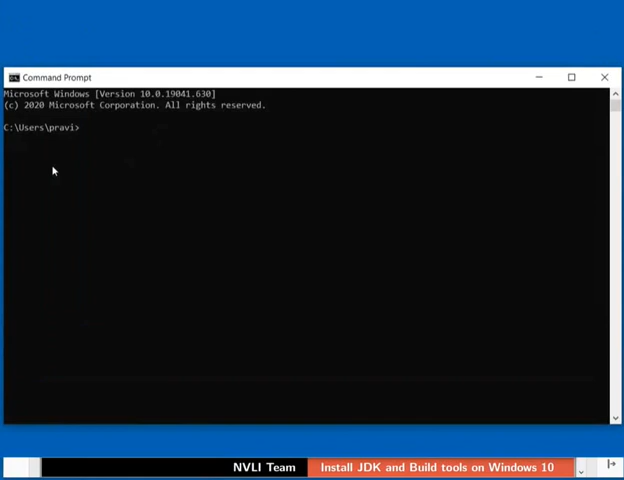 Command Prompt
Microsoft Windows [Version 10.0.19041.630]
(c) 2020 Microsoft Corporation. All rights reserved.
C:\Users\pravi>
NVLI Team
Install JDK and Build tools on Windows 10